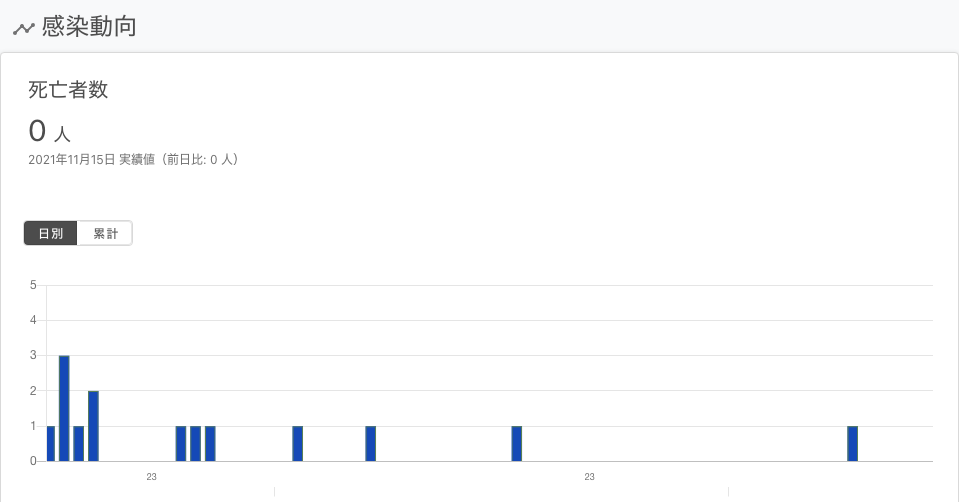 感染動向
死亡者数
0 人
2021年11月15日 実績値（前日比: 0 人）
日別 累計
5
4
3
2
1
0
23 23